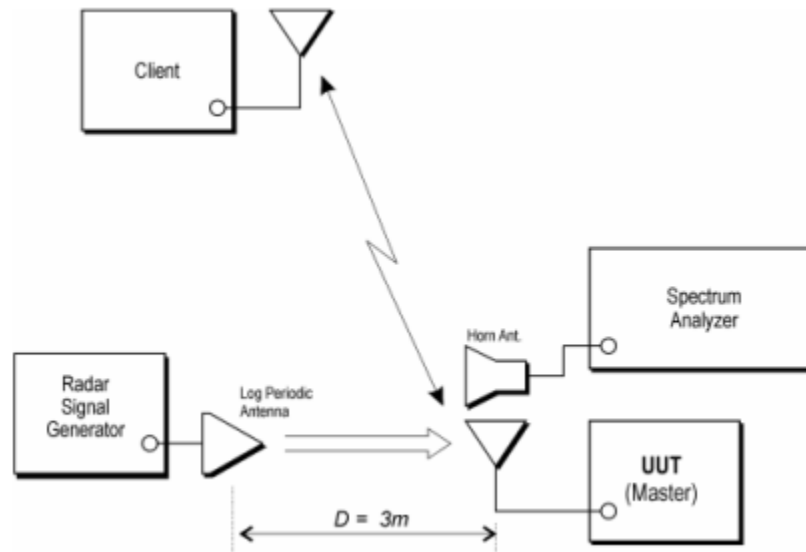 Client
Spectrum
Analyzer
Horn Ant.
Radar
Signal
Generator
Log Periodic
Antenna
UUT
(Master)
D = 3m